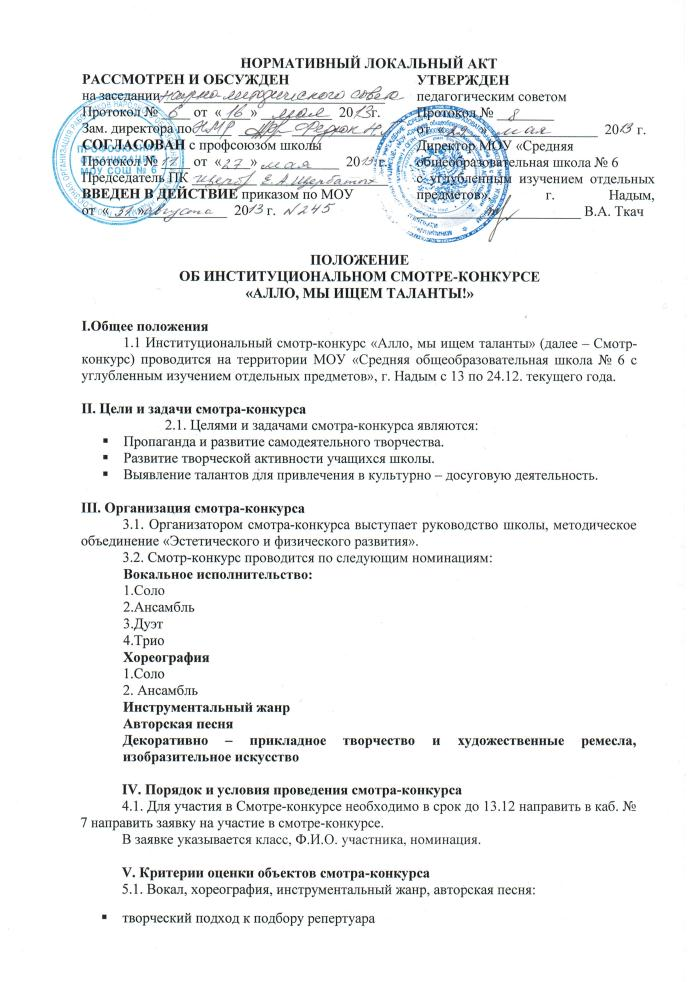 НОРМАТИВНЫЙ ЛОКАЛЬНЫЙ АКТ
РАССМОТРЕН И ОБСУЖДЕН
на заседании научно методического совета
Протокол № 6 от « 16 » мая 2013г.
Зам. директора по НМР
СОГЛАСОВАН с профсоюзом школы
Протокол № 11 от «27 » мая 2013 г.
Председатель ПК Е.А. Щербатюк
ВВЕДЕН В ДЕЙСТВИЕ приказом по МОУ
от « 31 » августа 2013 г. №245
УТВЕРЖДЕН
педагогическим советом
Протокол № 8
от « 29 » мая 2013 г.
Директор МОУ «Средняя
общеобразовательная школа № 6
с углубленным изучением отдельных
предметов», г. Надым,
В.А. Ткач
ПРОФСОЮЗНАЯ
ОРГАНИЗАЦИЯ
МОУ СОШ № 6
ПОЛОЖЕНИЕ
ОБ ИНСТИТУЦИОНАЛЬНОМ СМОТРЕ-КОНКУРСЕ
«АЛЛО, МЫ ИЩЕМ ТАЛАНТЫ!»
I.Общее положения
1.1 Институциональный смотр-конкурс «Алло, мы ищем таланты» (далее – Смотр-
конкурс) проводится на территории МОУ «Средняя общеобразовательная школа № 6 с
углубленным изучением отдельных предметов», г. Надым с 13 по 24.12. текущего года.
II. Цели и задачи смотра-конкурса
2.1. Целями и задачами смотра-конкурса являются:
▪ Пропаганда и развитие самодеятельного творчества.
▪ Развитие творческой активности учащихся школы.
▪ Выявление талантов для привлечения в культурно – досуговую деятельность.
III. Организация смотра-конкурса
3.1. Организатором смотра-конкурса выступает руководство школы, методическое
объединение «Эстетического и физического развития».
3.2. Смотр-конкурс проводится по следующим номинациям:
Вокальное исполнительство:
1.Соло
2.Ансамбль
3.Дуэт
4.Трио
Хореография
1.Соло
2. Ансамбль
Инструментальный жанр
Авторская песня
Декоративно – прикладное творчество и художественные ремесла,
изобразительное искусство
IV. Порядок и условия проведения смотра-конкурса
4.1. Для участия в Смотре-конкурсе необходимо в срок до 13.12 направить в каб. №
7 направить заявку на участие в смотре-конкурсе.
В заявке указывается класс, Ф.И.О. участника, номинация.
V. Критерии оценки объектов смотра-конкурса
5.1. Вокал, хореография, инструментальный жанр, авторская песня:
▪ творческий подход к подбору репертуара